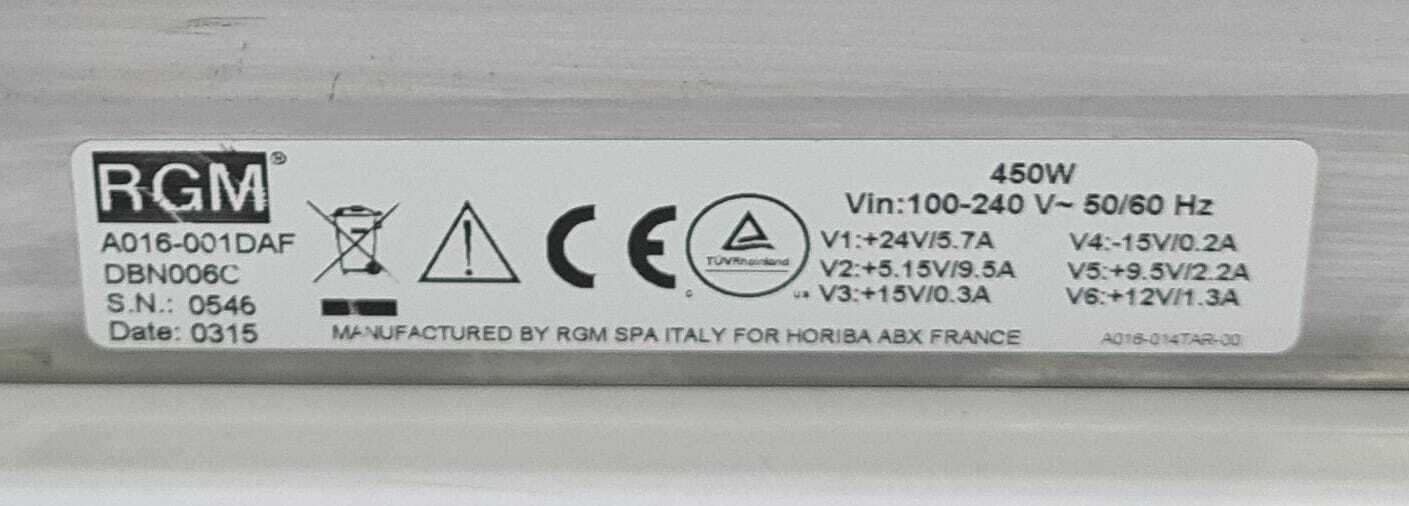 RGM®
A016-001DAF
DBN006C
S.N.: 0546
Date: 0315
CE
TÜVRheinland
C US
450W
Vin:100-240 V~ 50/60 Hz
V1:+24V/5.7A
V2:+5.15V/9.5A
V3:+15V/0.3A
V4:-15V/0.2A
V5:+9.5V/2.2A
V6:+12V/1.3A
MANUFACTURED BY RGM SPA ITALY FOR HORIBA ABX FRANCE
A016-014TAR-00